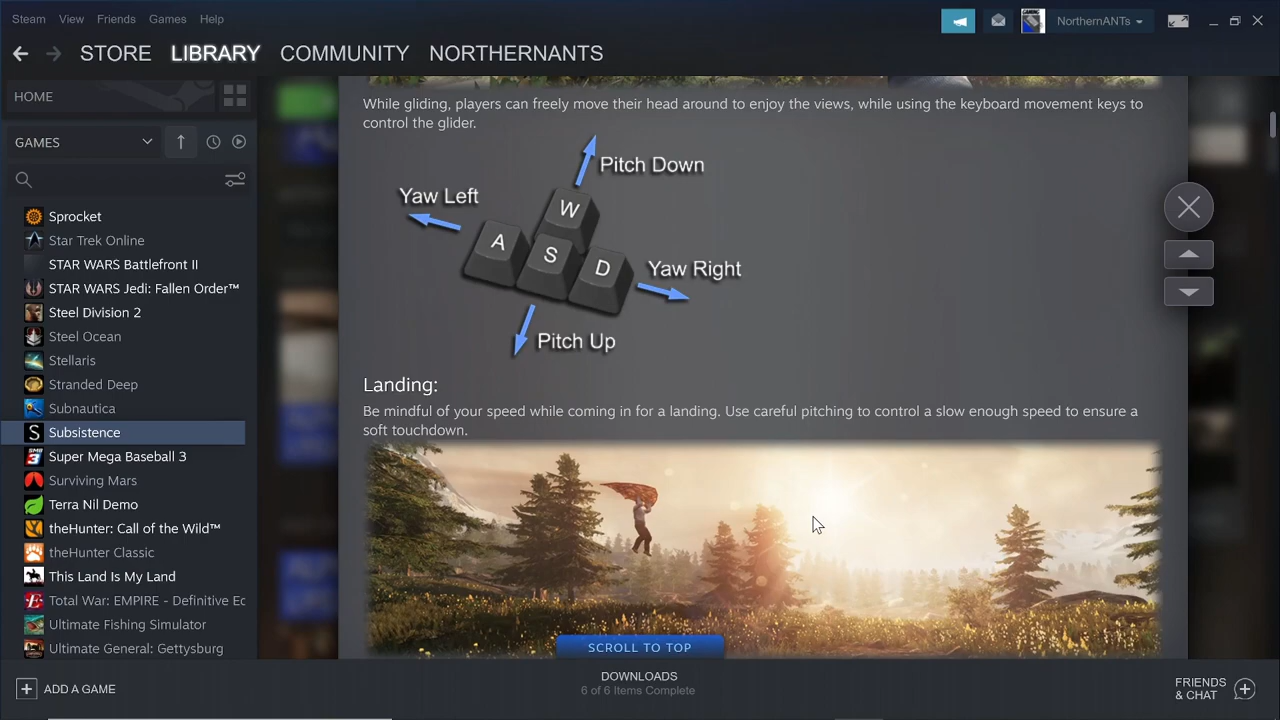 Steam View Friends Games Help
NorthernANTs
STORE LIBRARY COMMUNITY NORTHERNANTS
HOME
GAMES
Sprocket
Star Trek Online
STAR WARS Battlefront II
STAR WARS Jedi: Fallen Order™
Steel Division 2
Steel Ocean
Stellaris
Stranded Deep
Subnautica
Subsistence
Super Mega Baseball 3
Surviving Mars
Terra Nil Demo
theHunter: Call of the Wild™
theHunter Classic
This Land Is My Land
Total War: EMPIRE - Definitive Ec
Ultimate Fishing Simulator
Ultimate General: Gettysburg
While gliding, players can freely move their head around to enjoy the views, while using the keyboard movement keys to
control the glider.
Pitch Down
Yaw Left
W
A S D
Yaw Right
Pitch Up
Landing:
Be mindful of your speed while coming in for a landing. Use careful pitching to control a slow enough speed to ensure a
soft touchdown.
SCROLL TO TOP
ADD A GAME
DOWNLOADS
6 of 6 Items Complete
FRIENDS
& CHAT